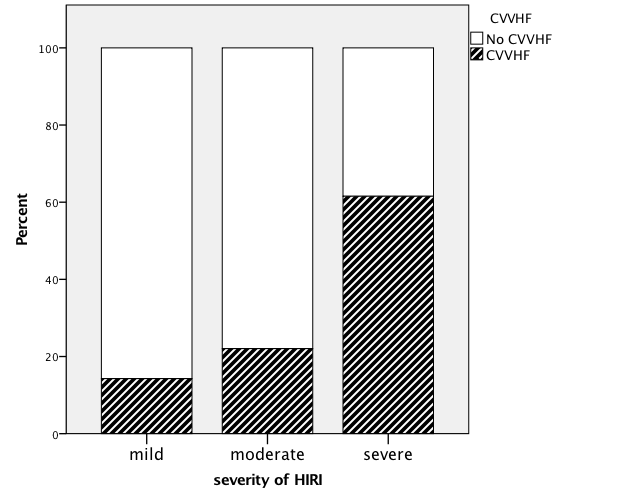 CVVHF
No CVVHF
CVVHF
Percent
100
80
60
40
20
0
mild moderate severe
severity of HIRI